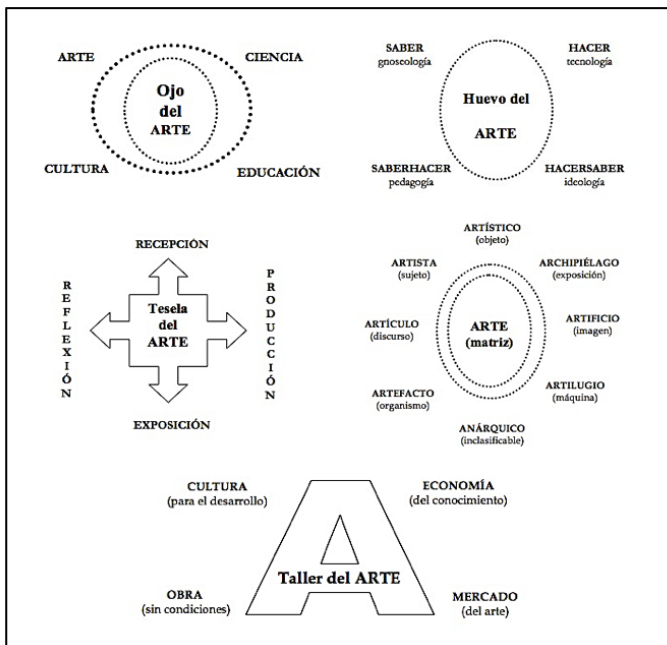 ARTE
CIENCIA
Ojo
del
ARTE
CULTURA
EDUCACIÓN
SABER
gnoseología
HACER
tecnología
Huevo del
ARTE
SABERHACER
pedagogía
HACERSABER
ideología
RECEPCIÓN
REFLEXIÓN
Tesela
del
ARTE
PRODUCCIÓN
EXPOSICIÓN
ARTÍSTICO
(objeto)
ARTISTA
(sujeto)
ARCHIPIÉLAGO
(exposición)
ARTÍCULO
(discurso)
ARTE
(matriz)
ARTIFICIO
(imagen)
ARTEFACTO
(organismo)
ARTILUGIO
(máquina)
ANÁRQUICO
(inclasificable)
CULTURA
(para el desarrollo)
ECONOMÍA
(del conocimiento)
Taller del ARTE
OBRA
(sin condiciones)
MERCADO
(del arte)